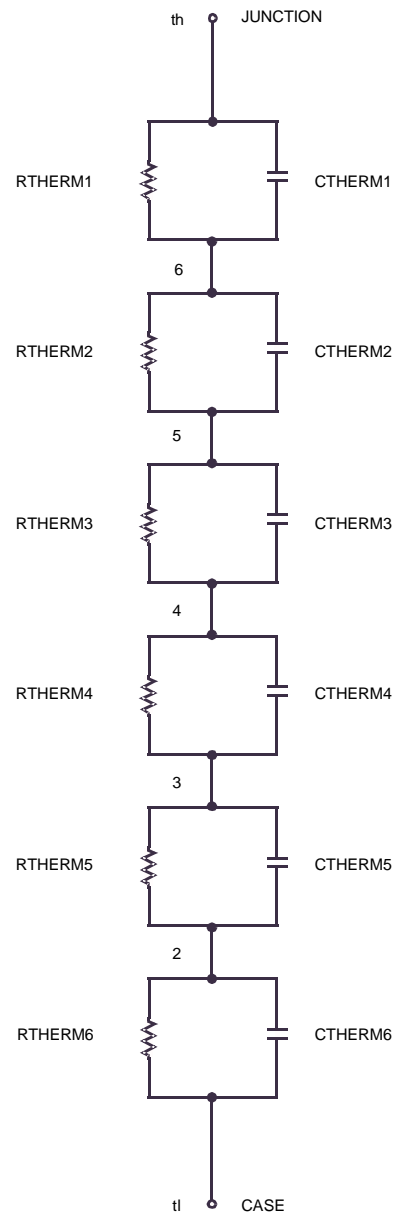 th JUNCTION
RTHERM1 CTHERM1
6
RTHERM2 CTHERM2
5
RTHERM3 CTHERM3
4
RTHERM4 CTHERM4
3
RTHERM5 CTHERM5
2
RTHERM6 CTHERM6
tl CASE